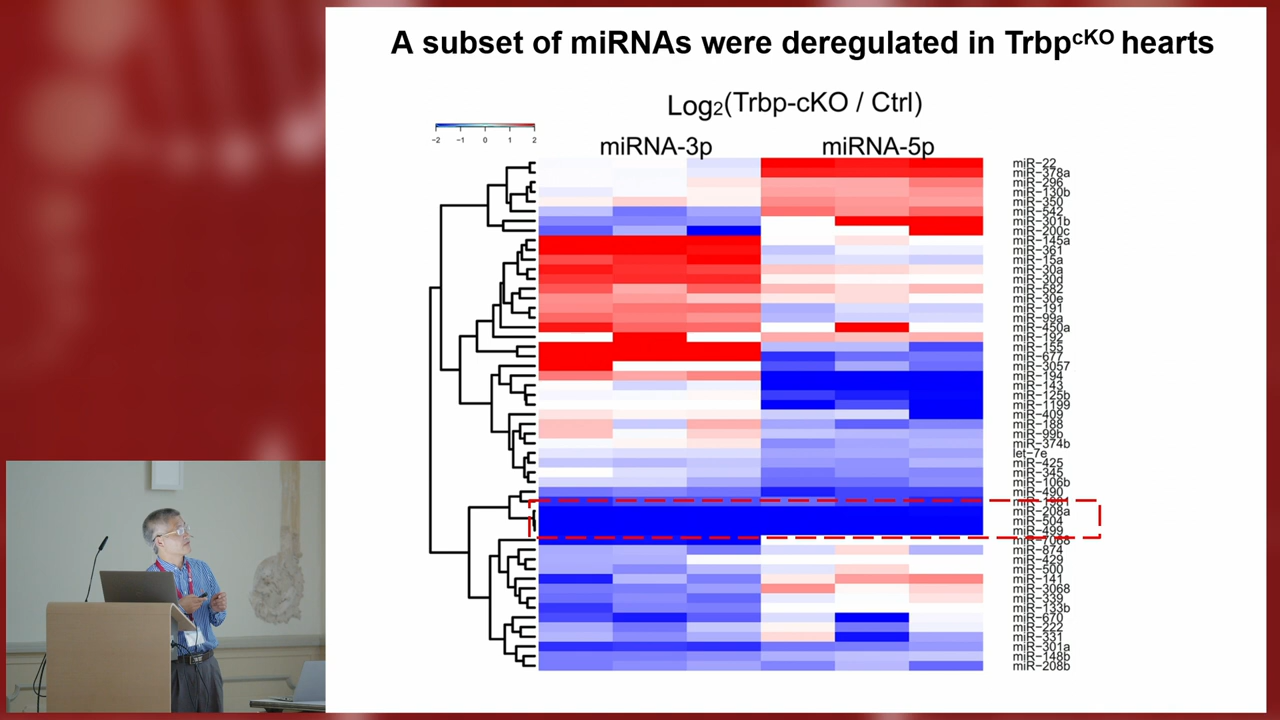 A subset of miRNAs were deregulated in Trbpcᴷᴼ hearts
Log₂(Trbp-cKO / Ctrl)
−2 −1 0 1 2
miRNA-3p miRNA-5p
miR−22
miR−378a
miR−296
miR−130b
miR−350
miR−542
miR−301b
miR−200c
miR−145a
miR−361
miR−15a
miR−30a
miR−30d
miR−582
miR−30e
miR−191
miR−99a
miR−450a
miR−192
miR−155
miR−677
miR−3057
miR−194
miR−143
miR−125b
miR−1199
miR−409
miR−188
miR−99b
miR−374b
let−7e
miR−425
miR−345
miR−106b
miR−490
miR−1981
miR−208a
miR−504
miR−499
miR−7068
miR−874
miR−429
miR−500
miR−141
miR−3068
miR−339
miR−133b
miR−670
miR−222
miR−331
miR−301a
miR−148b
miR−208b